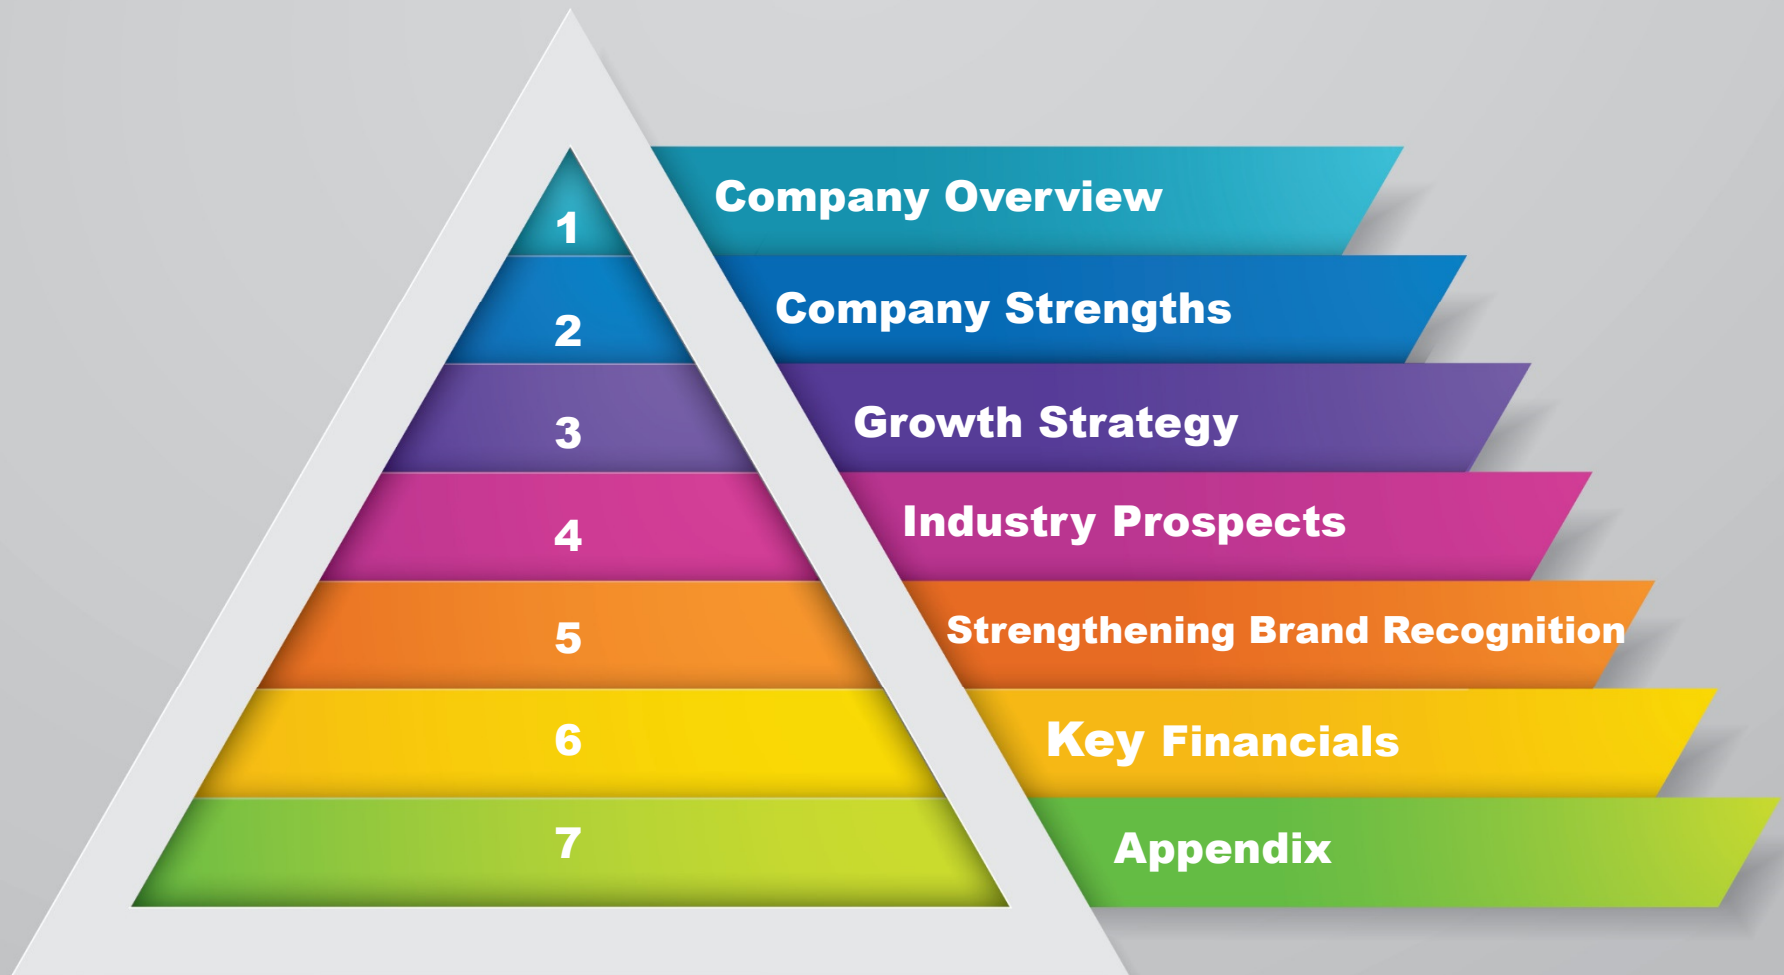 1
Company Overview
2
Company Strengths
3
Growth Strategy
4
Industry Prospects
5
Strengthening Brand Recognition
6
Key Financials
7
Appendix